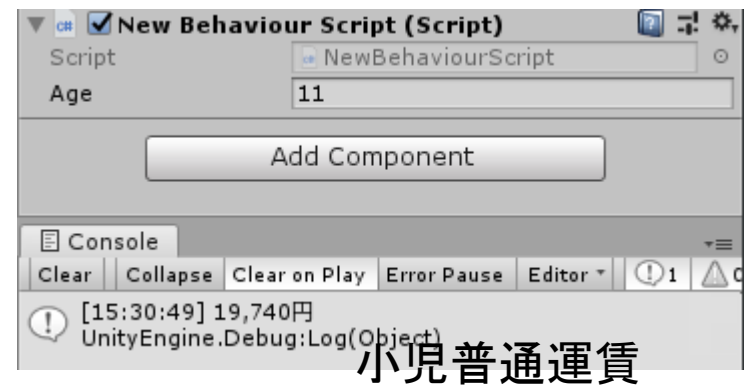 New Behaviour Script (Script)
Script NewBehaviourScript
Age 11
Add Component
Console
Clear Collapse Clear on Play Error Pause Editor 1
[15:30:49] 19,740円
UnityEngine.Debug:Log(Object)
小児普通運賃